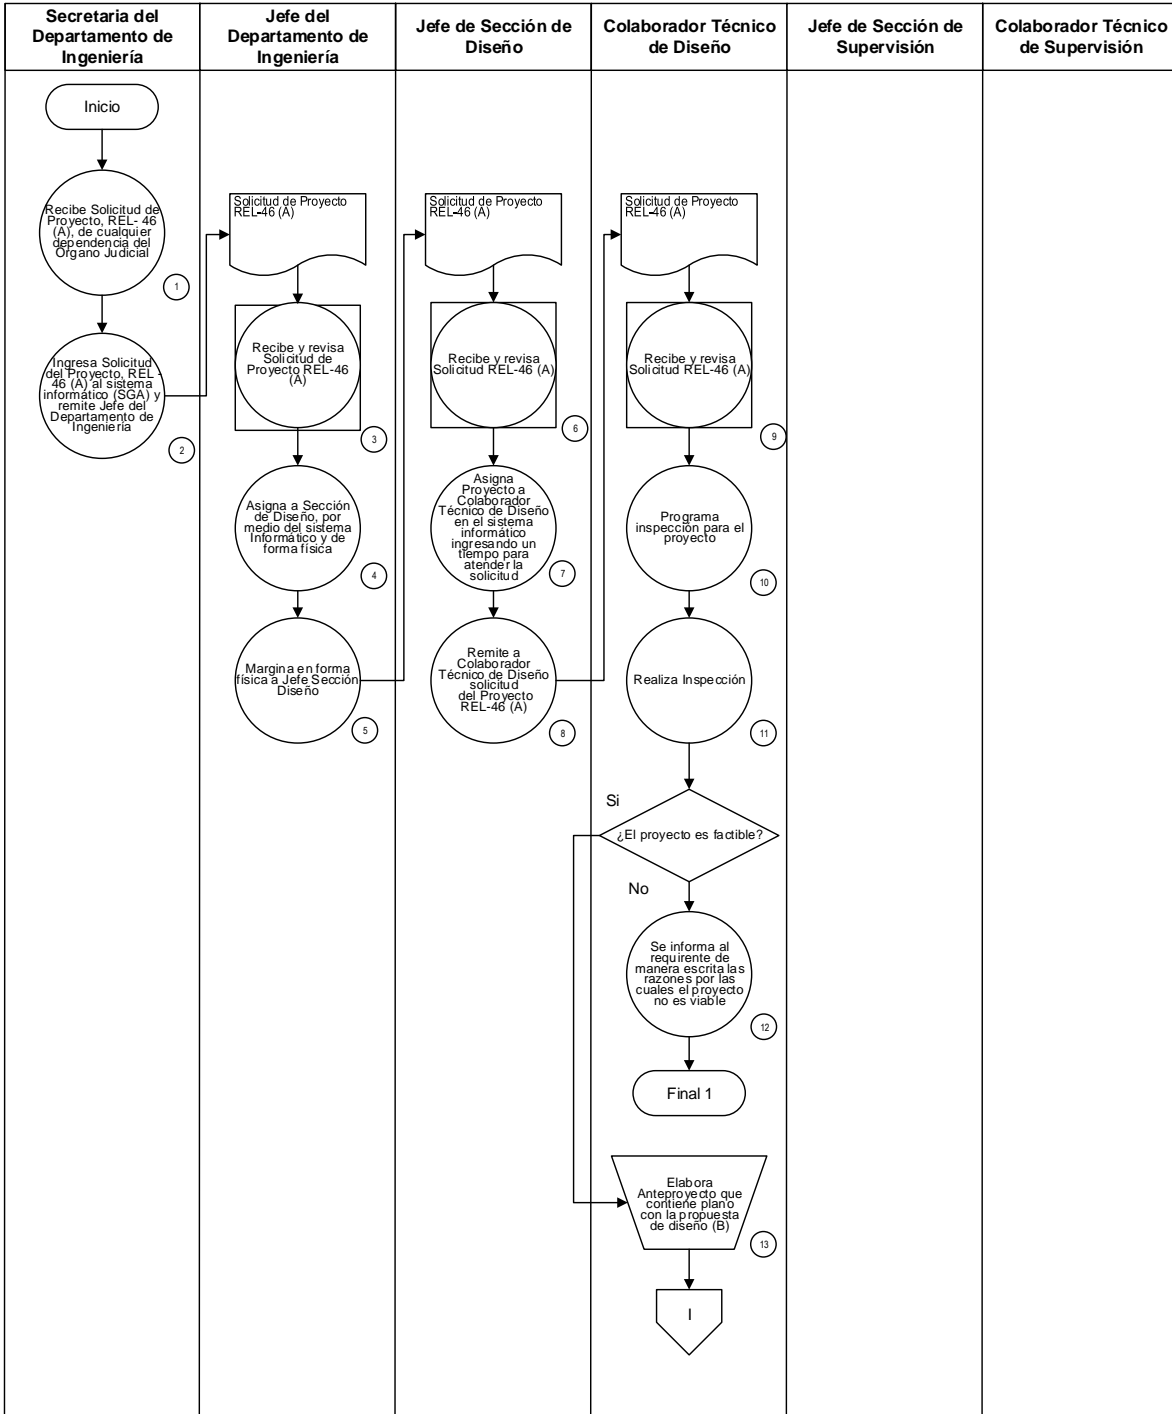 Secretaria del
Departamento de
Ingeniería
Jefe del
Departamento de
Ingeniería
Jefe de Sección de
Diseño
Colaborador Técnico
de Diseño
Jefe de Sección de
Supervisión
Colaborador Técnico
de Supervisión
Inicio
Recibe Solicitud de
Proyecto, REL- 46
(A), de cualquier
dependencia del
Órgano Judicial
1
Ingresa Solicitud
del Proyecto, REL -
46 (A) al sistema
informático (SGA) y
remite Jefe del
Departamento de
Ingeniería
2
Solicitud de Proyecto
REL-46 (A)
Recibe y revisa
Solicitud de
Proyecto REL-46
(A)
3
Asigna a Sección
de Diseño, por
medio del sistema
Informático y de
forma física
4
Margina en forma
física a Jefe Sección
Diseño
5
Solicitud de Proyecto
REL-46 (A)
Recibe y revisa
Solicitud REL-46 (A)
6
Asigna
Proyecto a
Colaborador
Técnico de Diseño
en el sistema
informático
ingresando un
tiempo para
atender la
solicitud
7
Remite a
Colaborador
Técnico de Diseño
solicitud
del Proyecto
REL-46 (A)
8
Solicitud de Proyecto
REL-46 (A)
Recibe y revisa
Solicitud REL-46 (A)
9
Programa
inspección para el
proyecto
10
Realiza Inspección
11
Si
¿El proyecto es factible?
No
Se informa al
requirente de
manera escrita las
razones por las
cuales el proyecto
no es viable
12
Final 1
Elabora
Anteproyecto que
contiene plano
con la propuesta
de diseño (B)
13
I